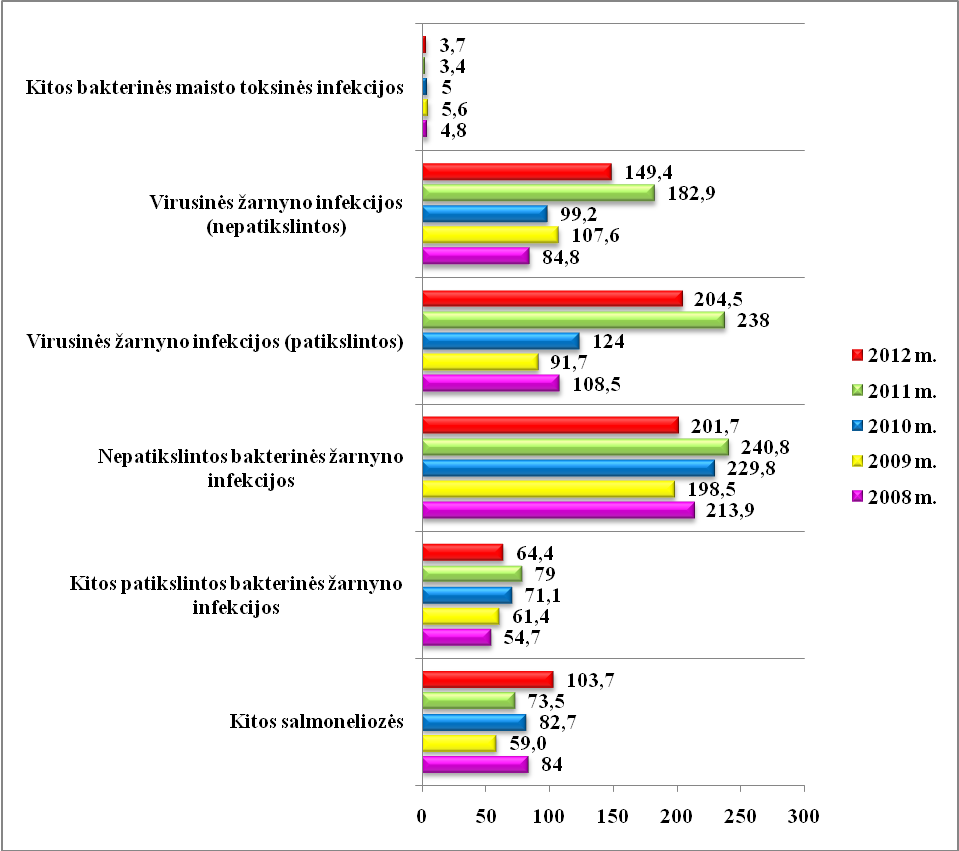 Kitos bakterinės maisto toksinės infekcijos
3,7
3,4
5
5,6
4,8
Virusinės žarnyno infekcijos
(nepatikslintos)
149,4
182,9
99,2
107,6
84,8
Virusinės žarnyno infekcijos (patikslintos)
204,5
238
124
91,7
108,5
Nepatikslintos bakterinės žarnyno
infekcijos
201,7
240,8
229,8
198,5
213,9
Kitos patikslintos bakterinės žarnyno
infekcijos
64,4
79
71,1
61,4
54,7
Kitos salmoneliozės
103,7
73,5
82,7
59,0
84
0 50 100 150 200 250 300
2012 m.
2011 m.
2010 m.
2009 m.
2008 m.